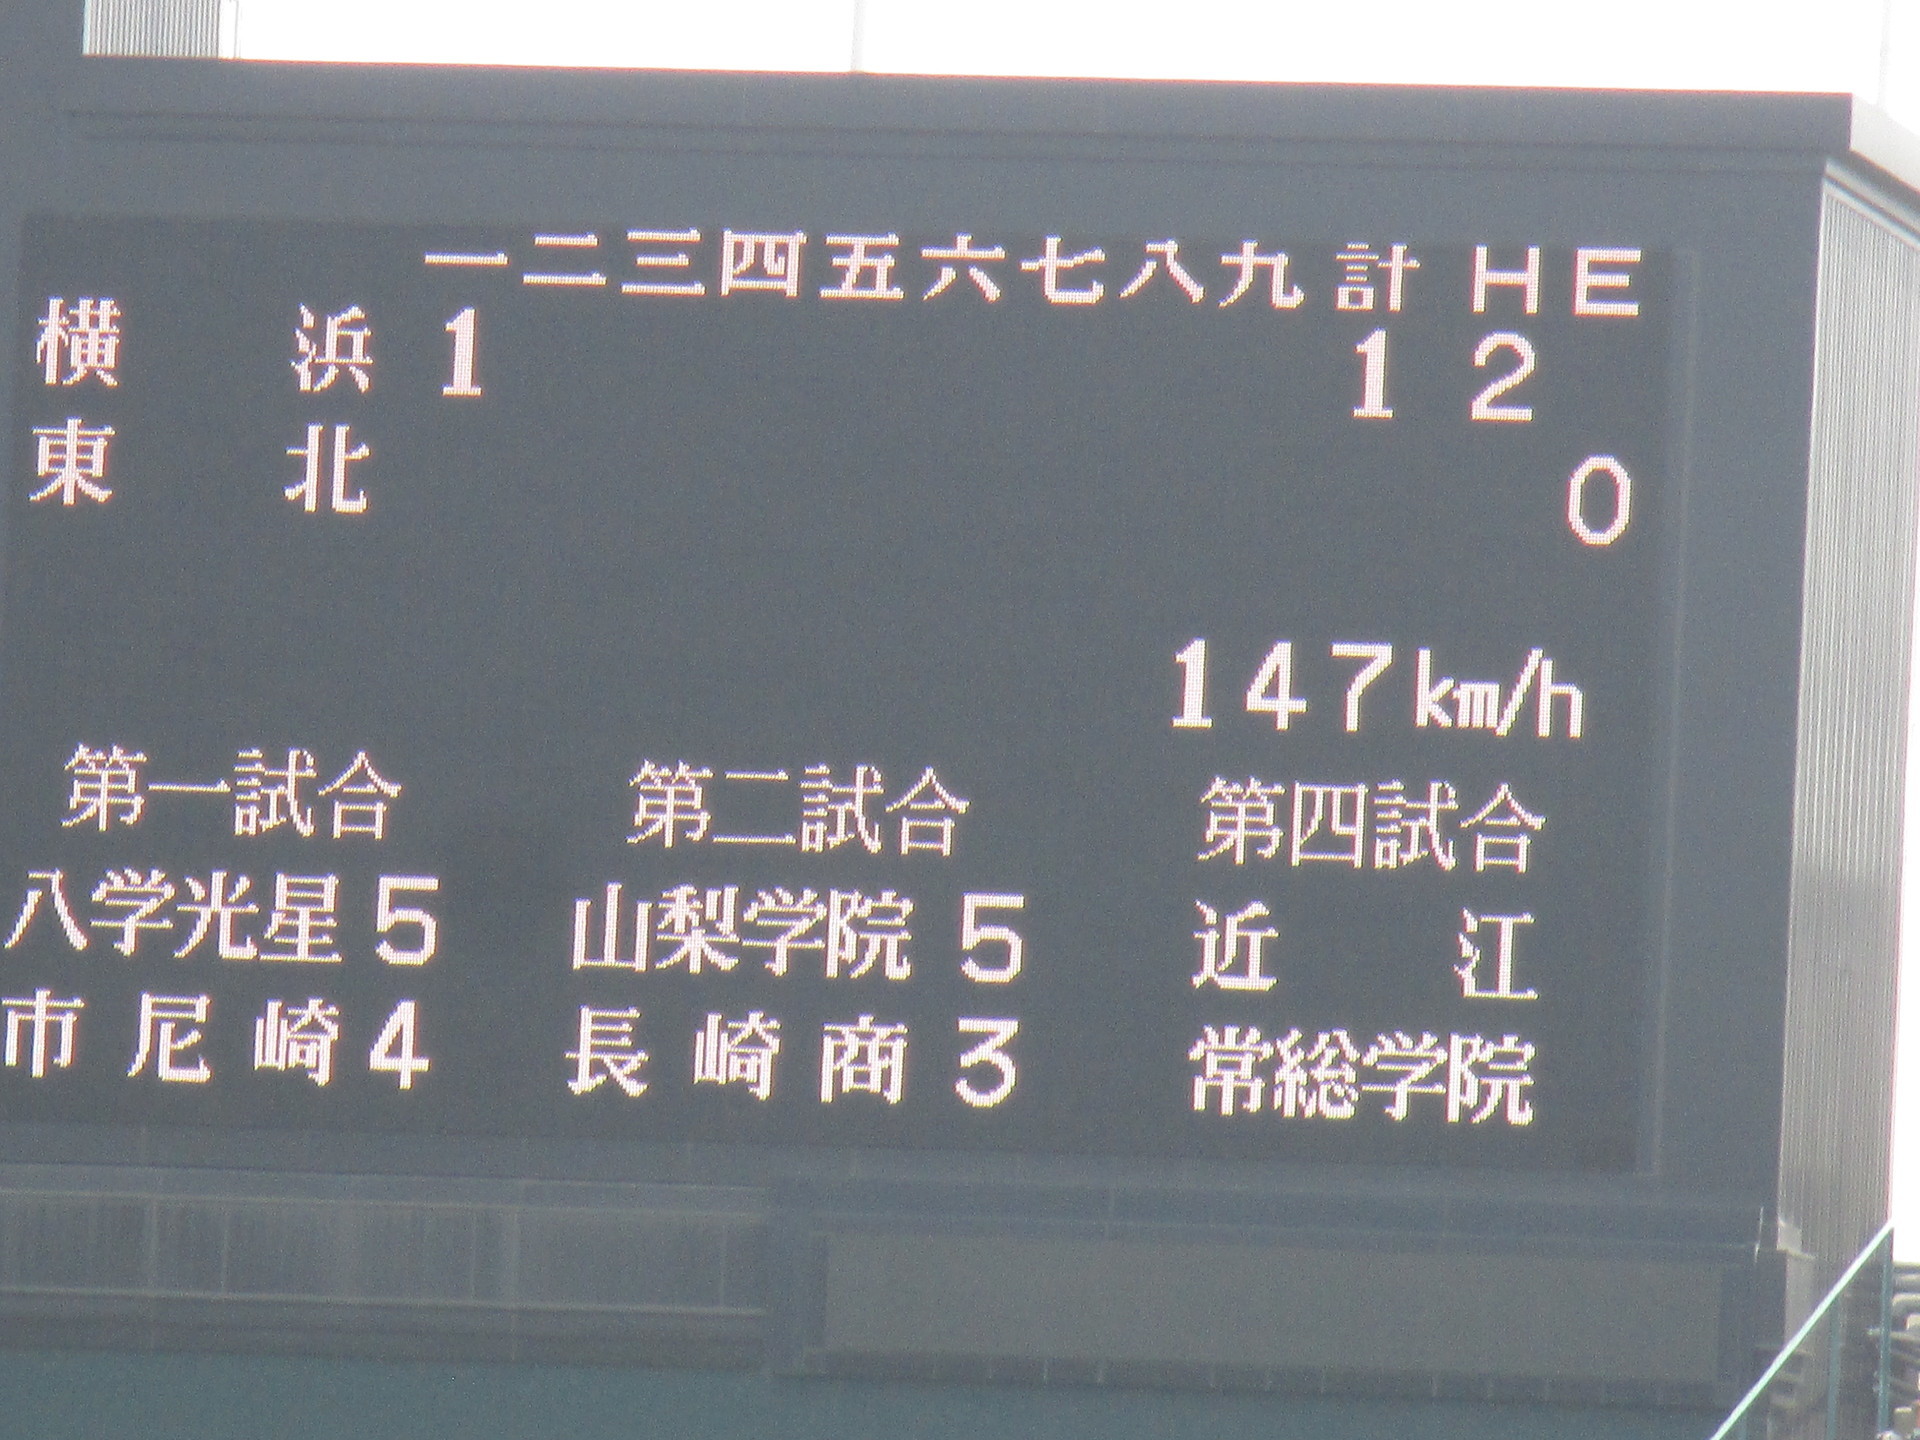 一二三四五六七八九 計 H E
横浜 1 1 2
東北 0
147km/h
第一試合 第二試合 第四試合
八学光星 5 山梨学院 5 近江
市尼崎 4 長崎商 3 常総学院